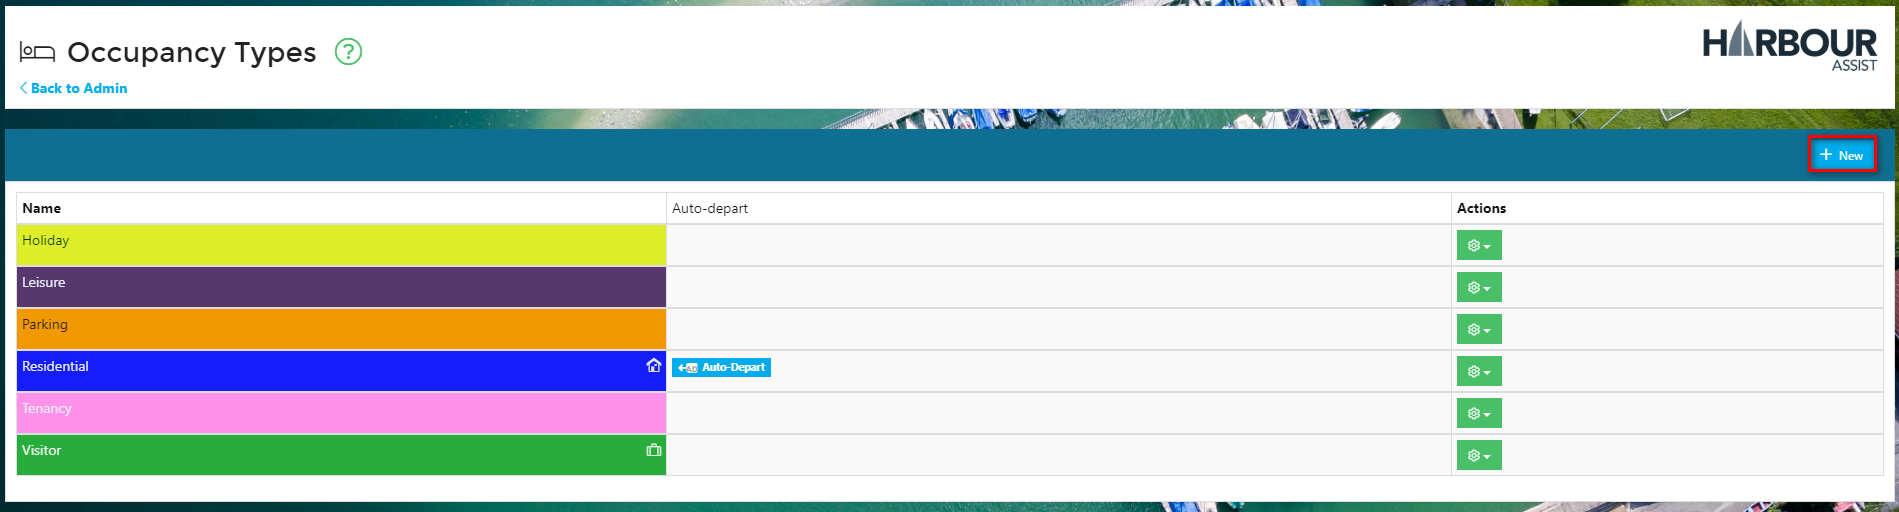 Occupancy Types ?
Back to Admin
HARBOUR
ASSIST
+ New
Name Auto-depart Actions
Holiday
Leisure
Parking
Residential AD Auto-Depart
Tenancy
Visitor